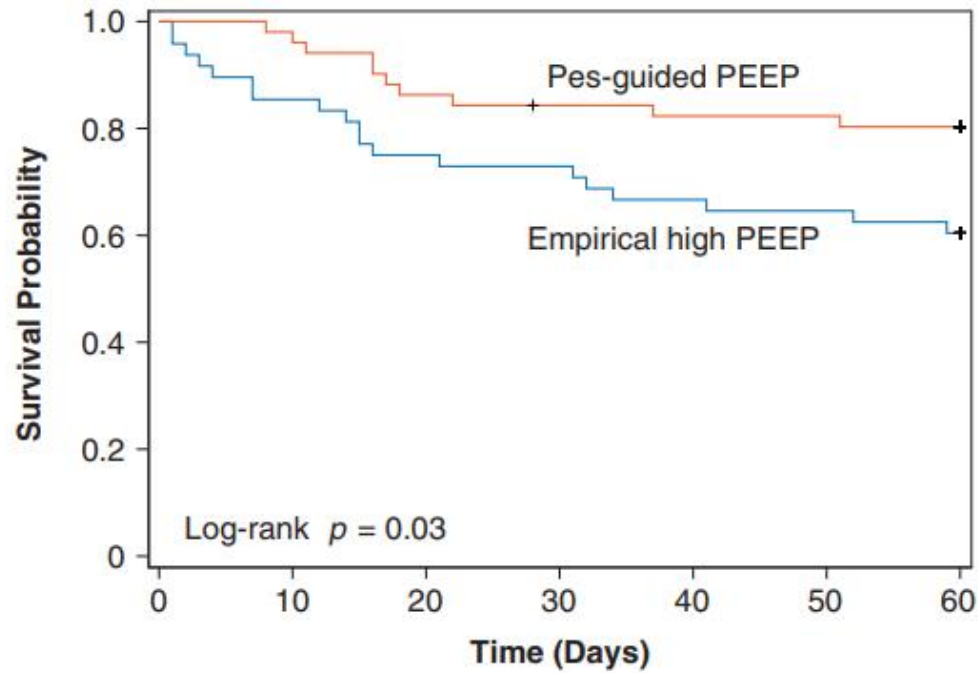 Survival Probability
1.0
0.8
0.6
0.4
0.2
0
Pes-guided PEEP
Empirical high PEEP
Log-rank p = 0.03
0 10 20 30 40 50 60
Time (Days)